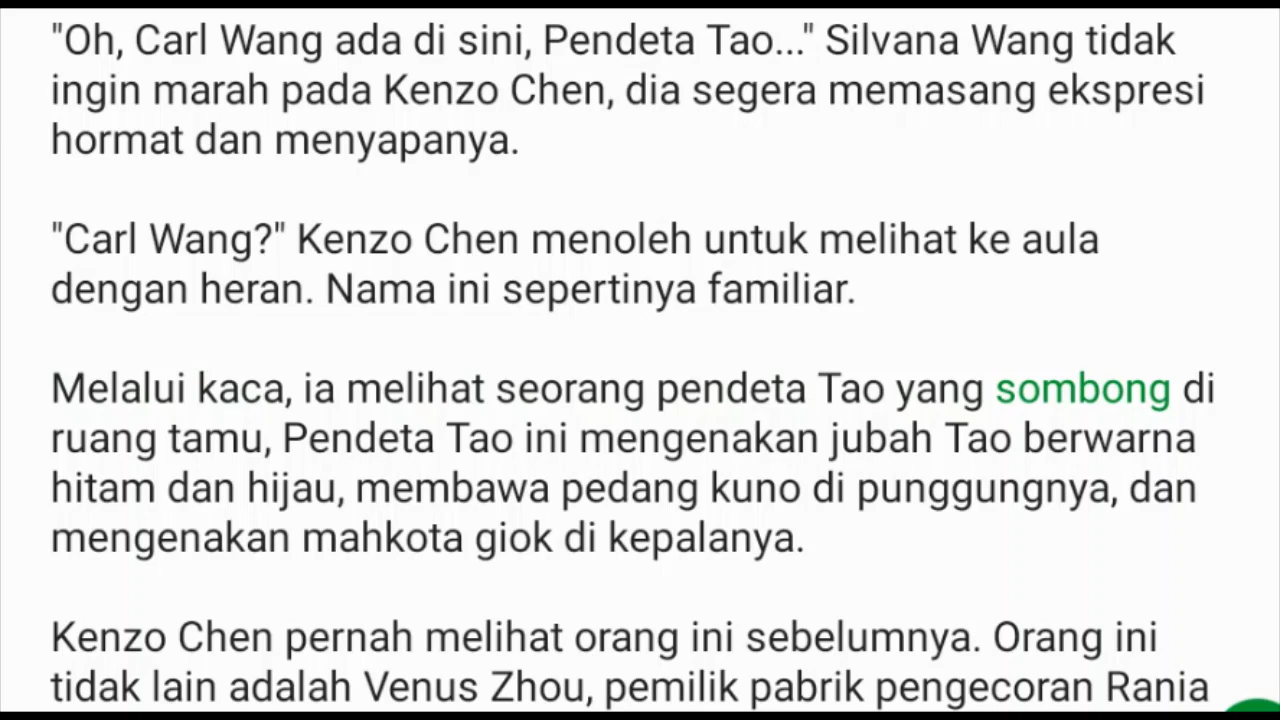 "Oh, Carl Wang ada di sini, Pendeta Tao..." Silvana Wang tidak
ingin marah pada Kenzo Chen, dia segera memasang ekspresi
hormat dan menyapanya.
"Carl Wang?" Kenzo Chen menoleh untuk melihat ke aula
dengan heran. Nama ini sepertinya familiar.
Melalui kaca, ia melihat seorang pendeta Tao yang sombong di
ruang tamu, Pendeta Tao ini mengenakan jubah Tao berwarna
hitam dan hijau, membawa pedang kuno di punggungnya, dan
mengenakan mahkota giok di kepalanya.
Kenzo Chen pernah melihat orang ini sebelumnya. Orang ini
tidak lain adalah Venus Zhou, pemilik pabrik pengecoran Rania